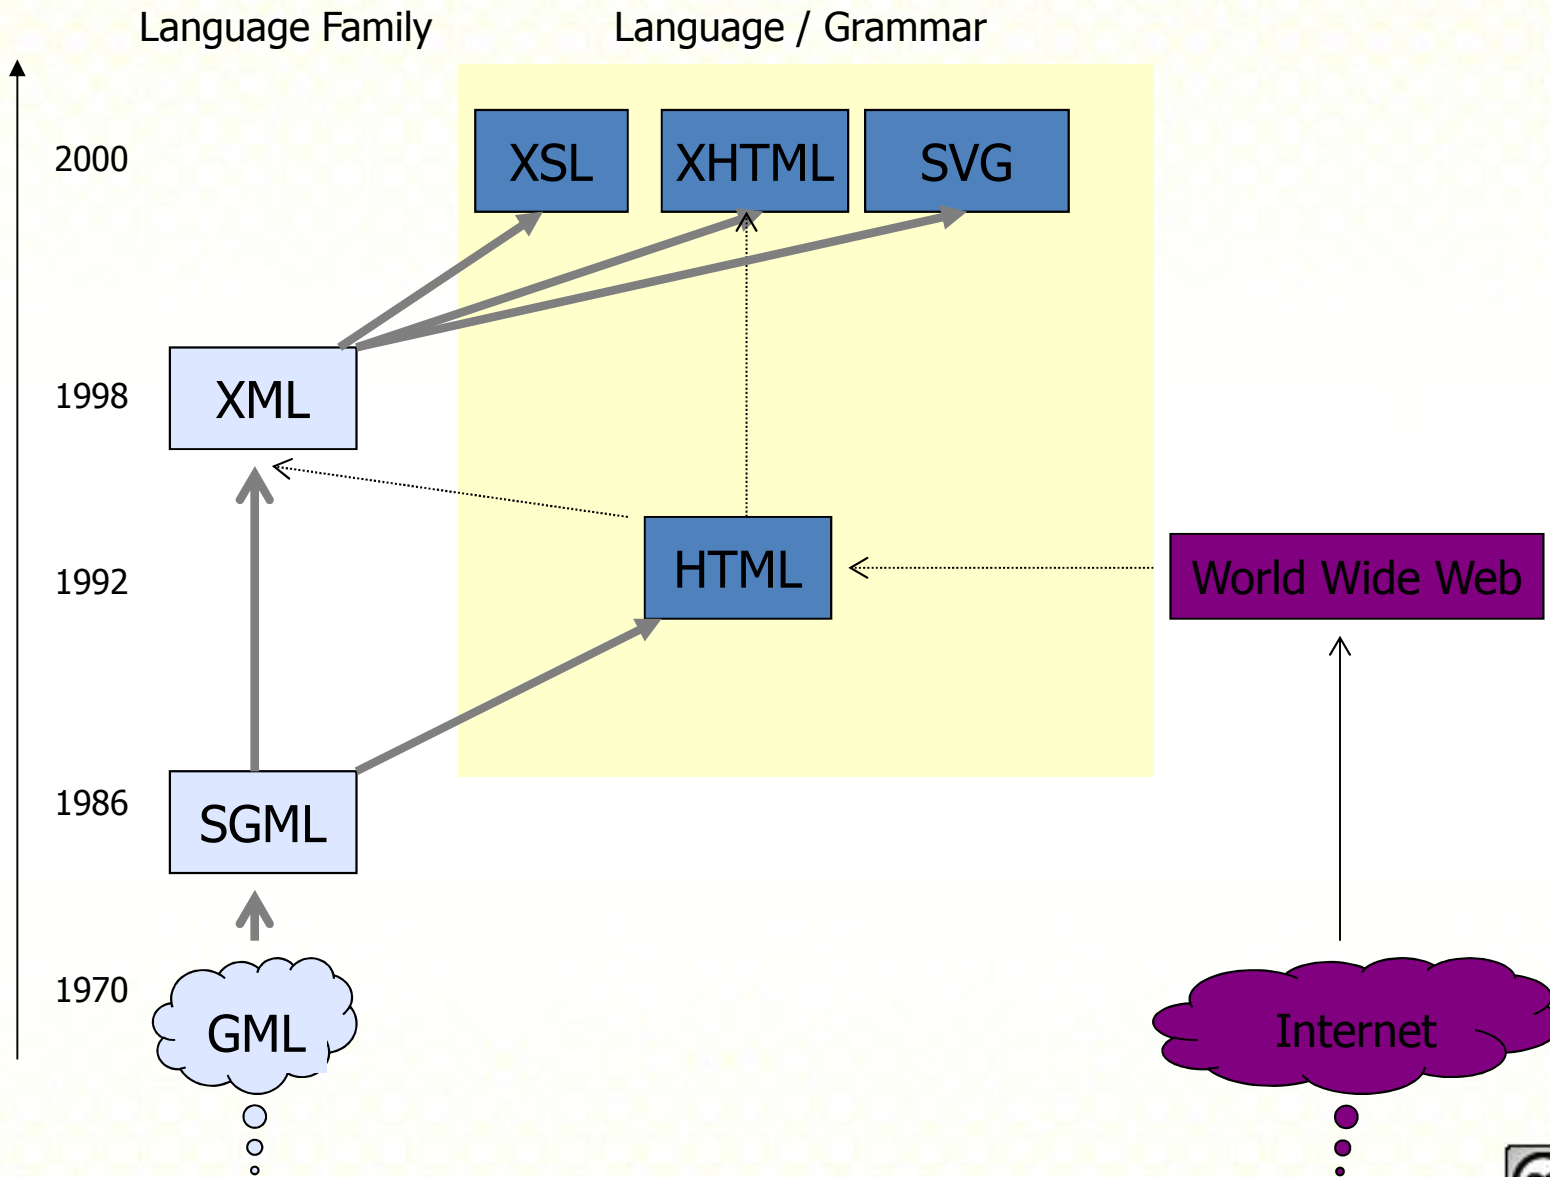 Language Family
Language / Grammar
2000
XSL
XHTML
SVG
1998
XML
1992
HTML
World Wide Web
1986
SGML
1970
GML
Internet